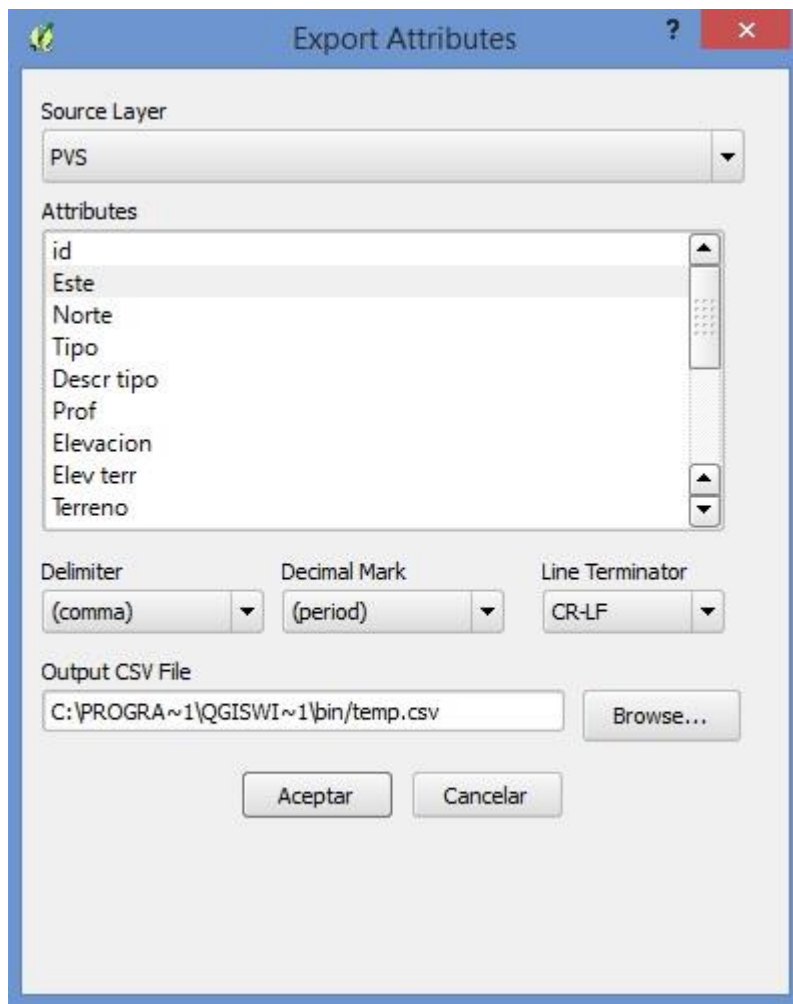 Export Attributes ?
Source Layer
PVS
Attributes
id
Este
Norte
Tipo
Descr tipo
Prof
Elevacion
Elev terr
Terreno
Delimiter Decimal Mark Line Terminator
(comma) (period) CR-LF
Output CSV File
C:\PROGRA~1\QGISWI~1\bin/temp.csv Browse...
Aceptar Cancelar